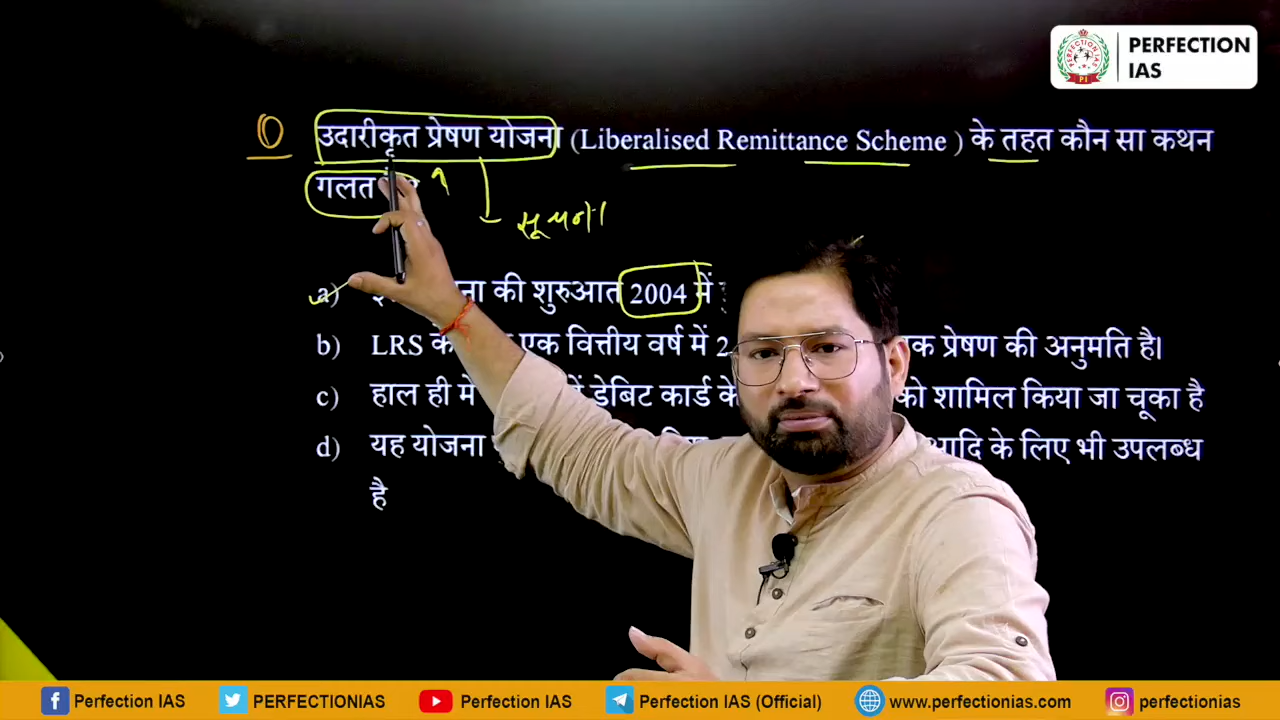 PERFECTION
IAS
Q उदारीकृत प्रेषण योजना (Liberalised Remittance Scheme ) के तहत कौन सा कथन
गलत
सूचना
a) की शुरुआत 2004 में
b) LRS एक वित्तीय वर्ष में प्रेषण की अनुमति है।
c) हाल ही में डेबिट कार्ड के को शामिल किया जा चूका है
d) यह योजना आदि के लिए भी उपलब्ध
है
Perfection IAS PERFECTIONIAS Perfection IAS Perfection IAS (Official) www.perfectionias.com perfectionias